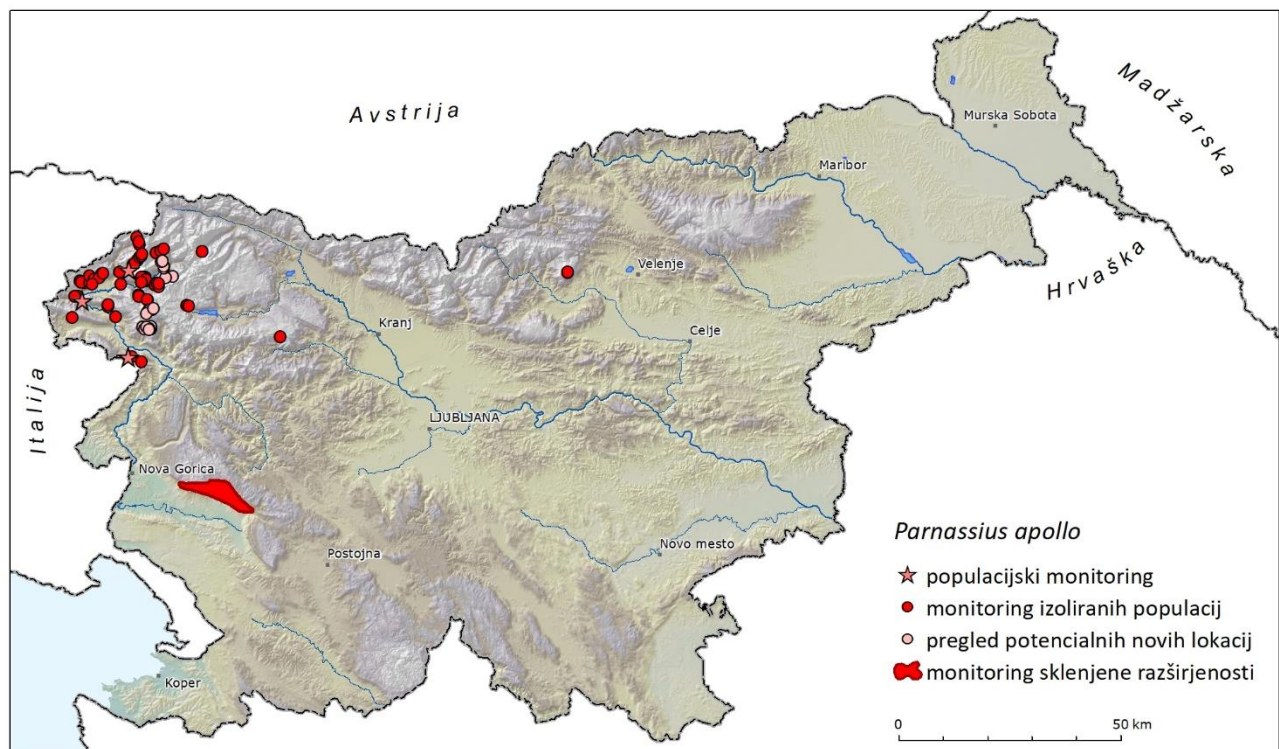 Avstrija
Madžarska
Murska Sobota
Maribor
Hrvaška
Velenje
Kranj
Celje
Italija
LJUBLJANA
Nova Gorica
Novo mesto
Postojna
Koper
Parnassius apollo
populacijski monitoring
monitoring izoliranih populacij
pregled potencialnih novih lokacij
monitoring sklenjene razširjenosti
0 50 km